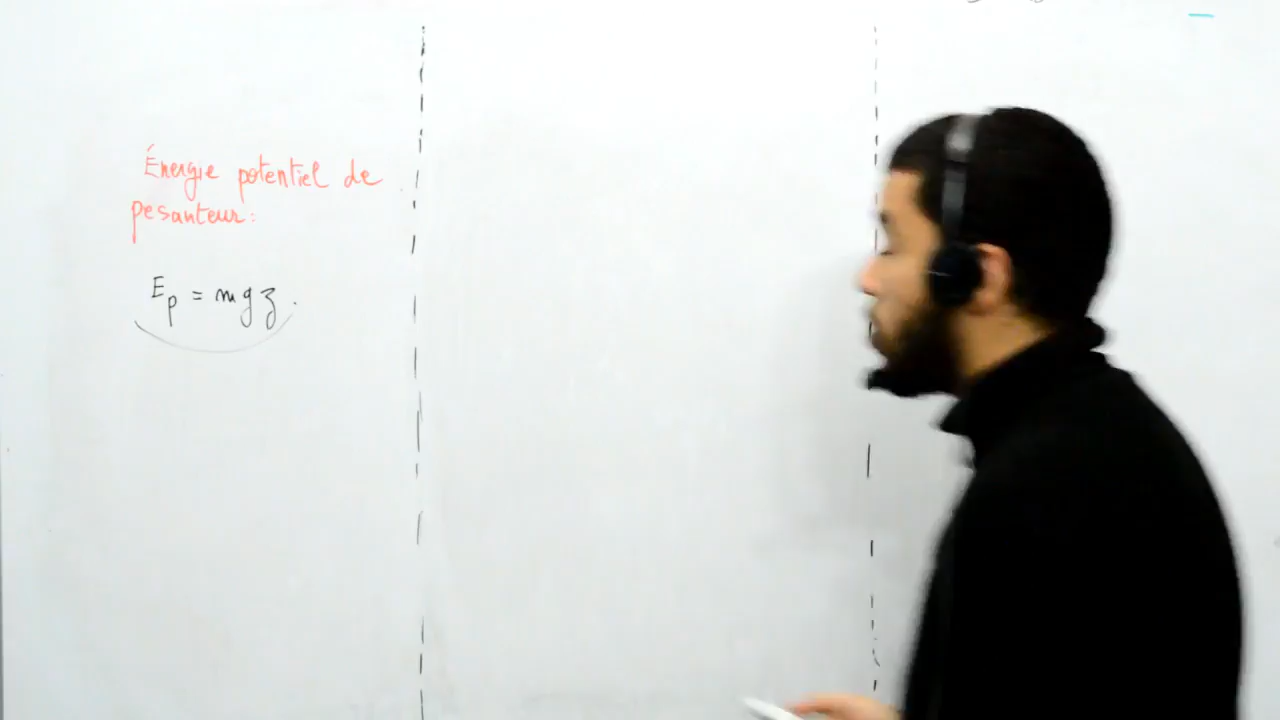 Énergie potentiel de
pesanteur:
Ep = mgz.